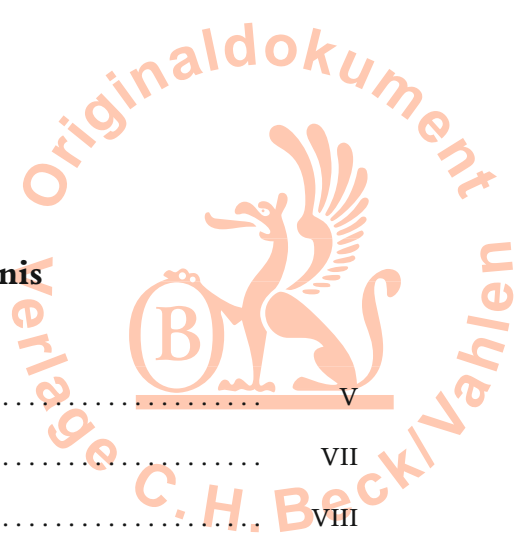 Originaldokument
nis
B
.................... V
.................... VII
.................... VIII
Verlage C.H.Beck/Vahlen